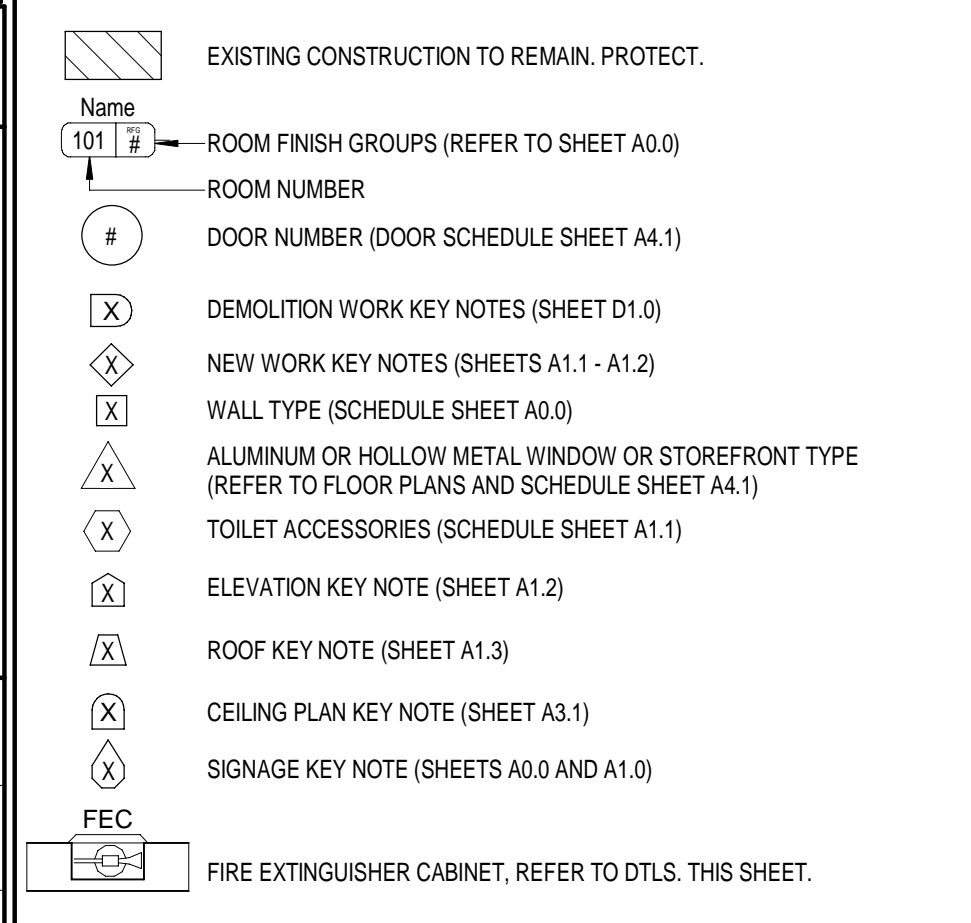 EXISTING CONSTRUCTION TO REMAIN. PROTECT.
Name
101 RFG # ROOM FINISH GROUPS (REFER TO SHEET A0.0)
ROOM NUMBER
# DOOR NUMBER (DOOR SCHEDULE SHEET A4.1)
X DEMOLITION WORK KEY NOTES (SHEET D1.0)
X NEW WORK KEY NOTES (SHEETS A1.1 - A1.2)
X WALL TYPE (SCHEDULE SHEET A0.0)
X ALUMINUM OR HOLLOW METAL WINDOW OR STOREFRONT TYPE
(REFER TO FLOOR PLANS AND SCHEDULE SHEET A4.1)
X TOILET ACCESSORIES (SCHEDULE SHEET A1.1)
X ELEVATION KEY NOTE (SHEET A1.2)
X ROOF KEY NOTE (SHEET A1.3)
X CEILING PLAN KEY NOTE (SHEET A3.1)
X SIGNAGE KEY NOTE (SHEETS A0.0 AND A1.0)
FEC
FIRE EXTINGUISHER CABINET, REFER TO DTLS. THIS SHEET.